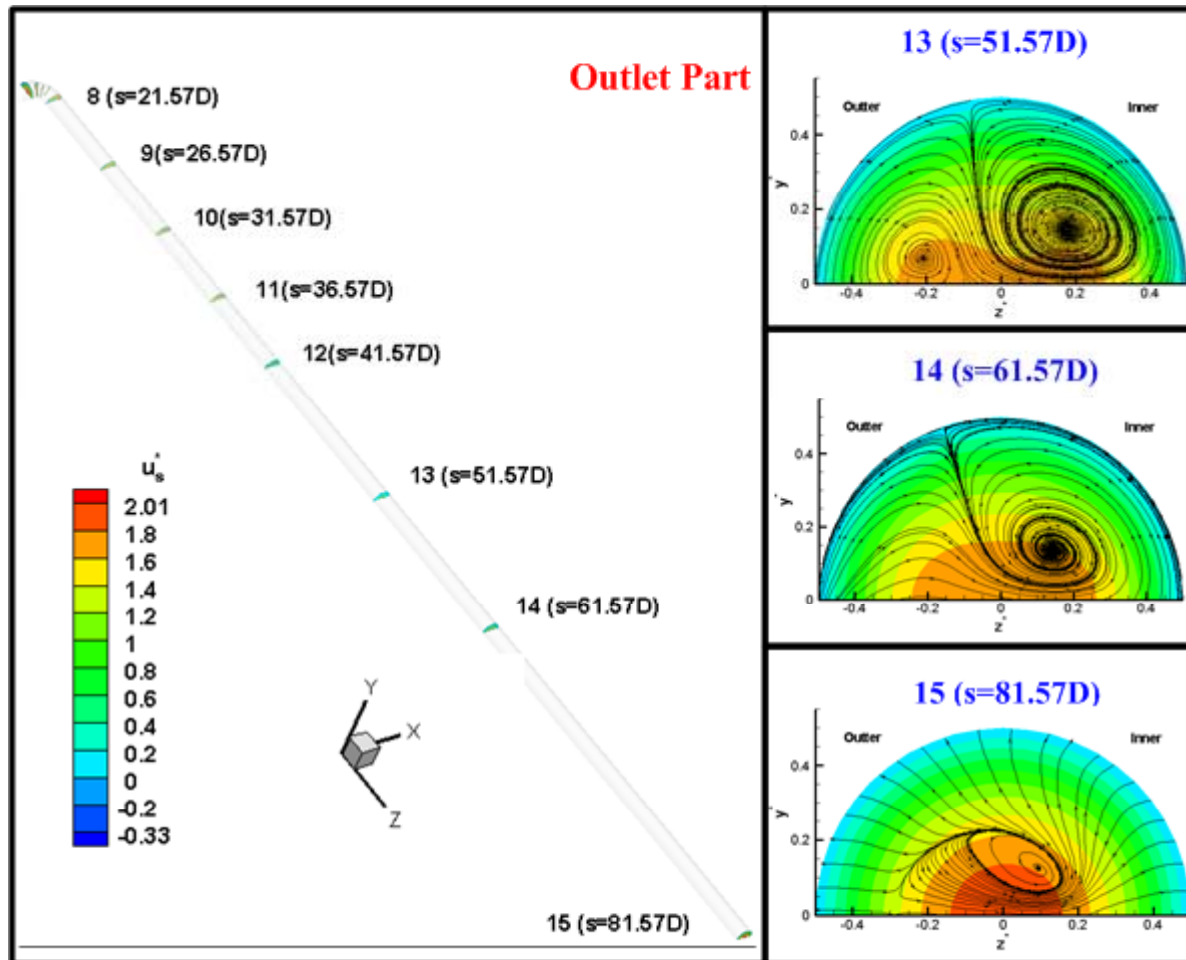 Outlet Part
8 (s=21.57D)
9(s=26.57D)
10(s=31.57D)
11(s=36.57D)
12(s=41.57D)
13 (s=51.57D)
14 (s=61.57D)
15 (s=81.57D)
u*s
2.01
1.8
1.6
1.4
1.2
1
0.8
0.6
0.4
0.2
0
-0.2
-0.33
Y
X
Z
13 (s=51.57D)
Outter Inner
0.4
y*
0.2
0
-0.4 -0.2 0 0.2 0.4
z*
14 (s=61.57D)
Outter Inner
0.4
y*
0.2
0
-0.4 -0.2 0 0.2 0.4
z*
15 (s=81.57D)
Outter Inner
0.4
y*
0.2
0
-0.4 -0.2 0 0.2 0.4
z*